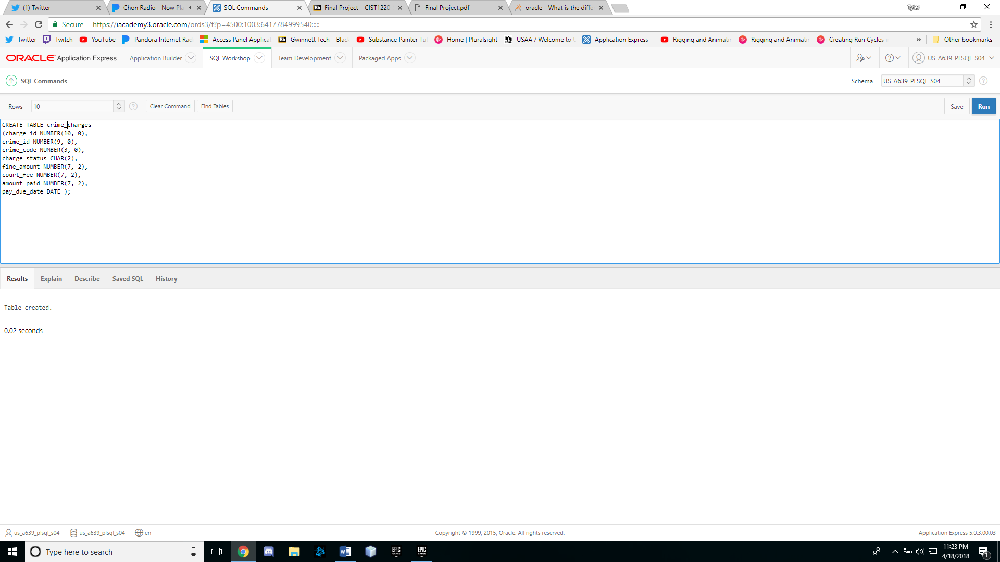 (1) Twitter
Chon Radio - Now Pla
SQL Commands
Final Project – CIST1220-
Final Project.pdf
oracle - What is the diffe
Tyler
Secure
https://iacademy3.oracle.com/ords3/f?p=4500:1003:6417784999540:::::
Twitter
Twitch
YouTube
Pandora Internet Rad
Access Panel Applicat
Gwinnett Tech – Blac
Substance Painter Tu
Home | Pluralsight
USAA / Welcome to
Application Express -
Rigging and Animatin
Rigging and Animatin
Creating Run Cycles
»
Other bookmarks
ORACLE Application Express
Application Builder
SQL Workshop
Team Development
Packaged Apps
US_A639_PLSQL_S04
SQL Commands
Schema
US_A639_PLSQL_S04
Rows
10
Clear Command
Find Tables
Save
Run
CREATE TABLE crime_charges
(charge_id NUMBER(10, 0),
crime_id NUMBER(9, 0),
crime_code NUMBER(3, 0),
charge_status CHAR(2),
fine_amount NUMBER(7, 2),
court_fee NUMBER(7, 2),
amount_paid NUMBER(7, 2),
pay_due_date DATE );
Results
Explain
Describe
Saved SQL
History
Table created.
0.02 seconds
us_a639_plsql_s04
us_a639_plsql_s04
en
Copyright © 1999, 2015, Oracle. All rights reserved.
Application Express 5.0.3.00.03
Type here to search
EPIC GAMES
EPIC GAMES
11:23 PM
4/18/2018
1